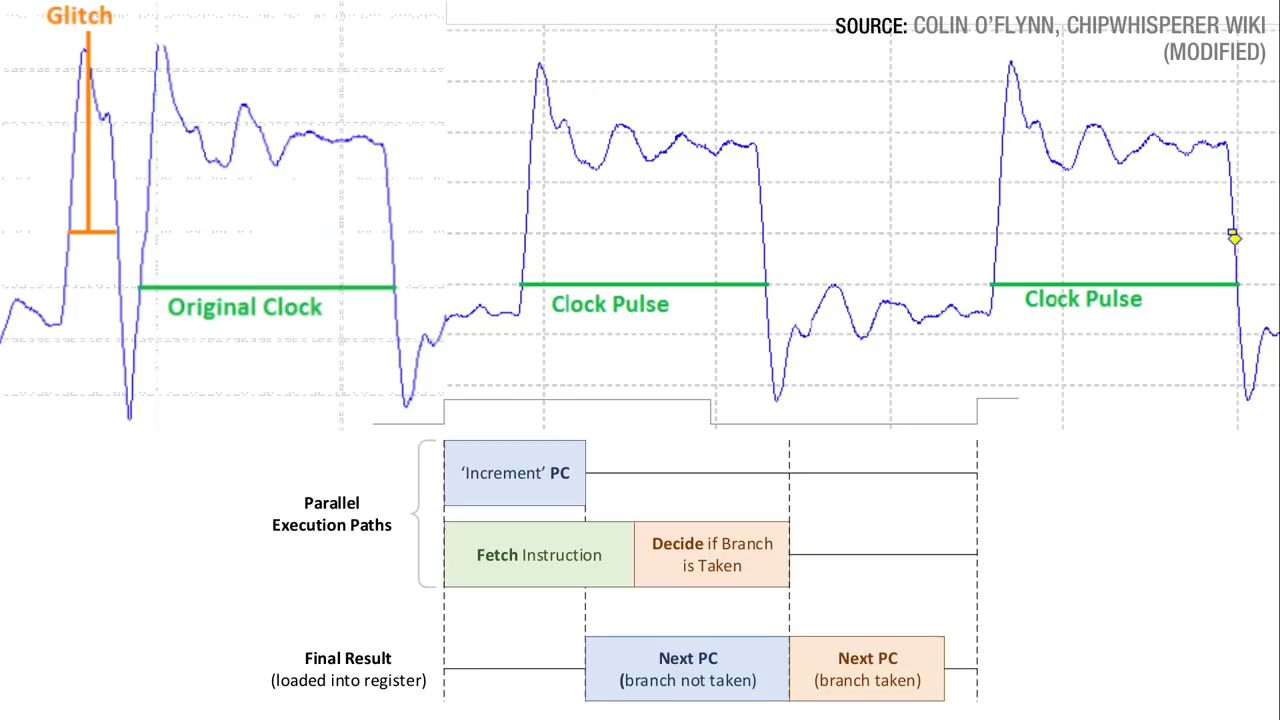 Glitch
SOURCE: COLIN O’FLYNN, CHIPWHISPERER WIKI
(MODIFIED)
Original Clock
Clock Pulse
Clock Pulse
‘Increment’ PC
Parallel
Execution Paths
Fetch Instruction
Decide if Branch
is Taken
Final Result
(loaded into register)
Next PC
(branch not taken)
Next PC
(branch taken)